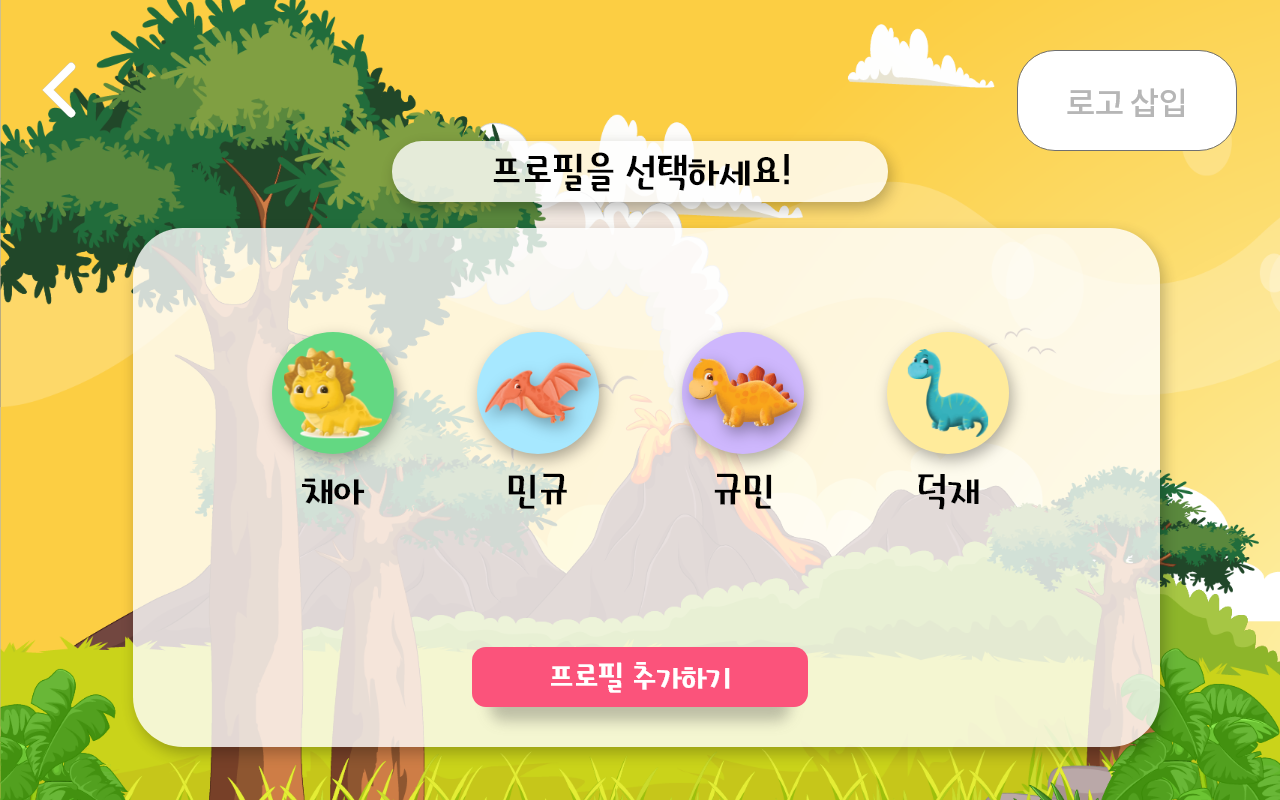 로고 삽입
프로필을 선택하세요!
채아
민규
규민
덕재
프로필 추가하기